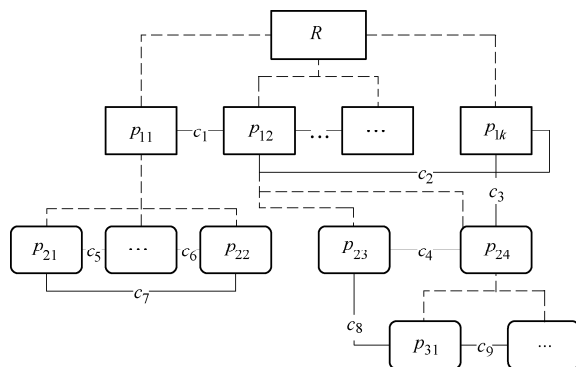 R
p11 c1 p12 ... ... p1k
c2
c3
p21 c5 ... c6 p22 p23 c4 p24
c7
c8
p31 c9 ...